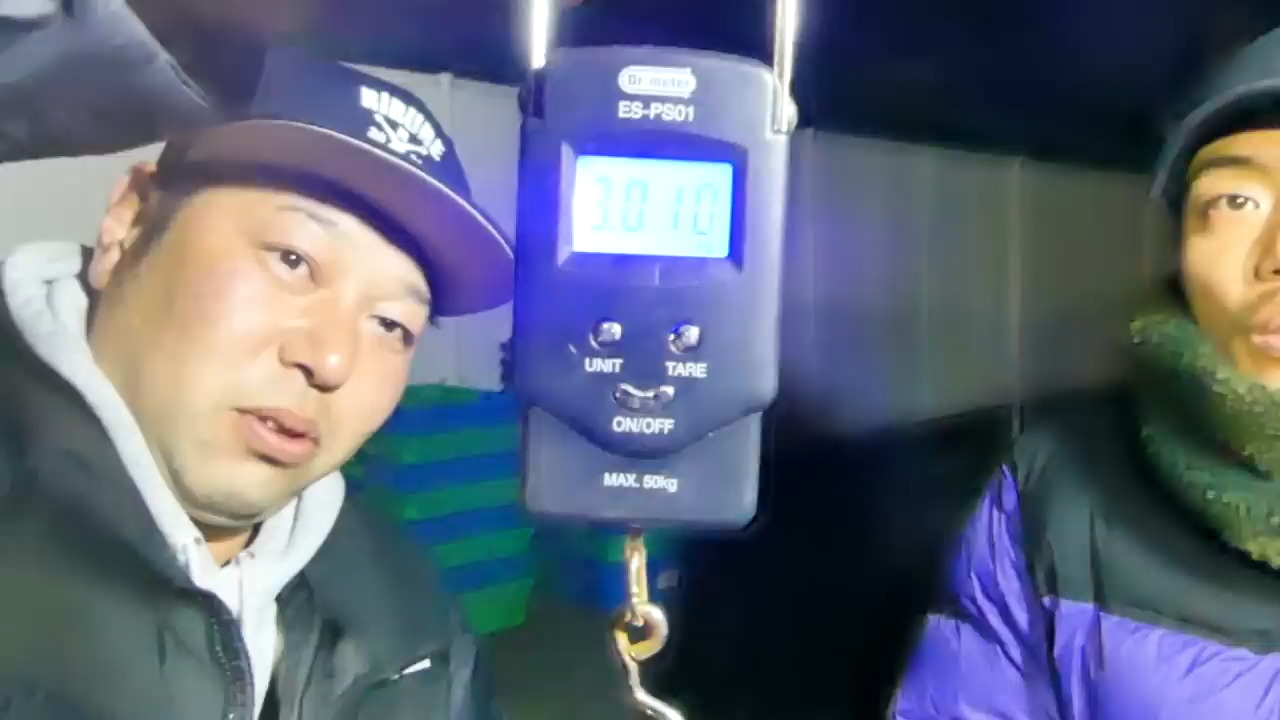 Dr.meter
ES-PS01
3.010
UNIT
TARE
ON/OFF
MAX. 50kg